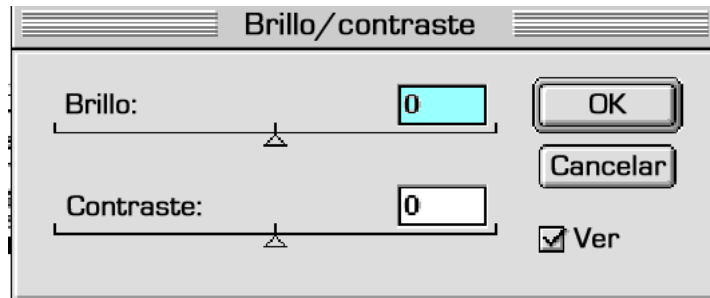 Brillo/contraste
Brillo: 0 OK
Cancelar
Contraste: 0
Ver